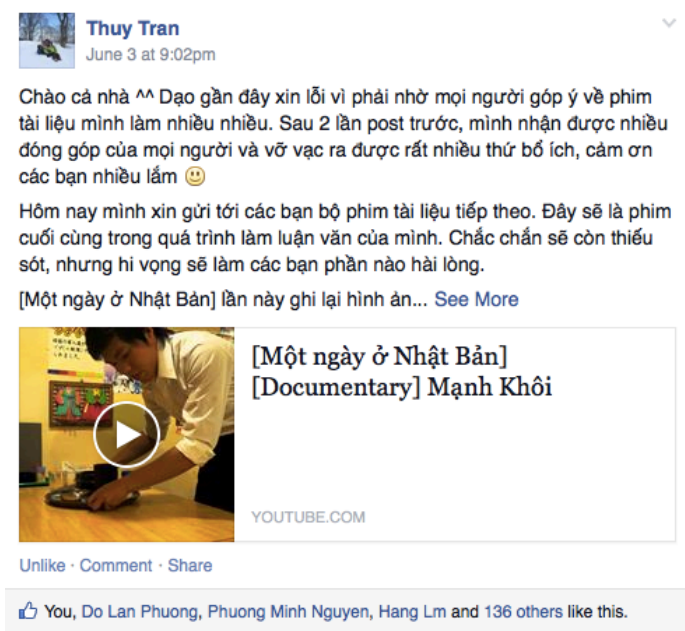 Thuy Tran
June 3 at 9:02pm
Chào cả nhà ^^ Dạo gần đây xin lỗi vì phải nhờ mọi người góp ý về phim
tài liệu mình làm nhiều nhiều. Sau 2 lần post trước, mình nhận được nhiều
đóng góp của mọi người và vỡ vạc ra được rất nhiều thứ bổ ích, cảm ơn
các bạn nhiều lắm
Hôm nay mình xin gửi tới các bạn bộ phim tài liệu tiếp theo. Đây sẽ là phim
cuối cùng trong quá trình làm luận văn của mình. Chắc chắn sẽ còn thiếu
sót, nhưng hi vọng sẽ làm các bạn phần nào hài lòng.
[Một ngày ở Nhật Bản] lần này ghi lại hình ản... See More
[Một ngày ở Nhật Bản]
[Documentary] Mạnh Khôi
YOUTUBE.COM
Unlike · Comment · Share
You, Do Lan Phuong, Phuong Minh Nguyen, Hang Lm and 136 others like this.